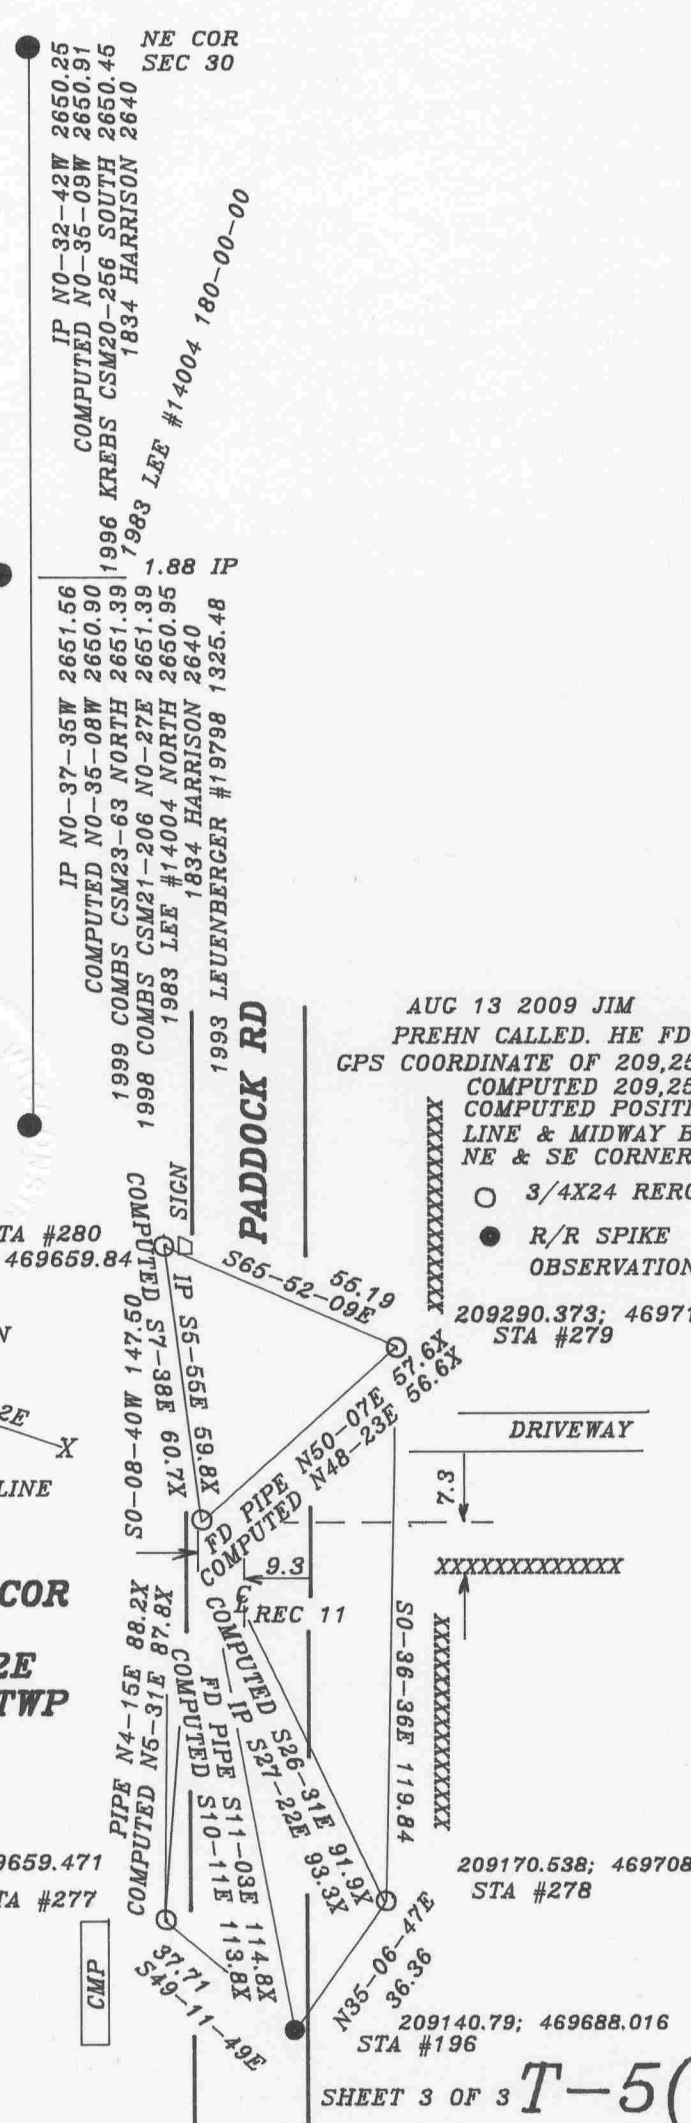 NE COR
SEC 30
IP N0-32-42W 2650.25
COMPUTED N0-35-09W 2650.91
1996 KREBS CSM20-256 SOUTH 2650.45
1834 HARRISON 2640
1983 LEE #14004 180-00-00
1.88 IP
IP N0-37-35W 2651.56
COMPUTED N0-35-08W 2650.90
1999 COMBS CSM23-63 NORTH 2651.39
1998 COMBS CSM21-206 N0-27E 2651.39
1983 LEE #14004 NORTH 2650.95
1834 HARRISON 2640
1993 LEUENBERGER #19798 1325.48
PADDOCK RD
AUG 13 2009 JIM
PREHN CALLED. HE FD
GPS COORDINATE OF 209,25
COMPUTED 209,25
COMPUTED POSITI
LINE & MIDWAY B
NE & SE CORNER
3/4X24 RERO
R/R SPIKE
OBSERVATION
SIGN
TA #280
469659.84
S65-52-09E
55.19
XXXXXXXXXXXXXXXXXX
209290.373; 46971
STA #279
COMPUTED S7-38E 60.7X
IP S5-55E 59.8X
S0-08-40W 147.50
FD PIPE N50-07E 57.6X
COMPUTED N48-23E 56.6X
N
2E
X
LINE
DRIVEWAY
7.3
9.3
REC 11
XXXXXXXXXXXXX
COR
2E
TWP
PIPE N4-15E 88.2X
COMPUTED N5-31E 87.8X
COMPUTED S10-11E 113.8X
FD PIPE S11-03E 114.8X
IP S27-22E 93.3X
COMPUTED S26-31E 91.9X
S0-36-36E 119.84
XXXXXXXXXXXXXXXXXX
9659.471
TA #277
209170.538; 469708
STA #278
CMP
37.71
S49-11-49E
N35-06-47E
36.36
209140.79; 469688.016
STA #196
SHEET 3 OF 3 T-5(